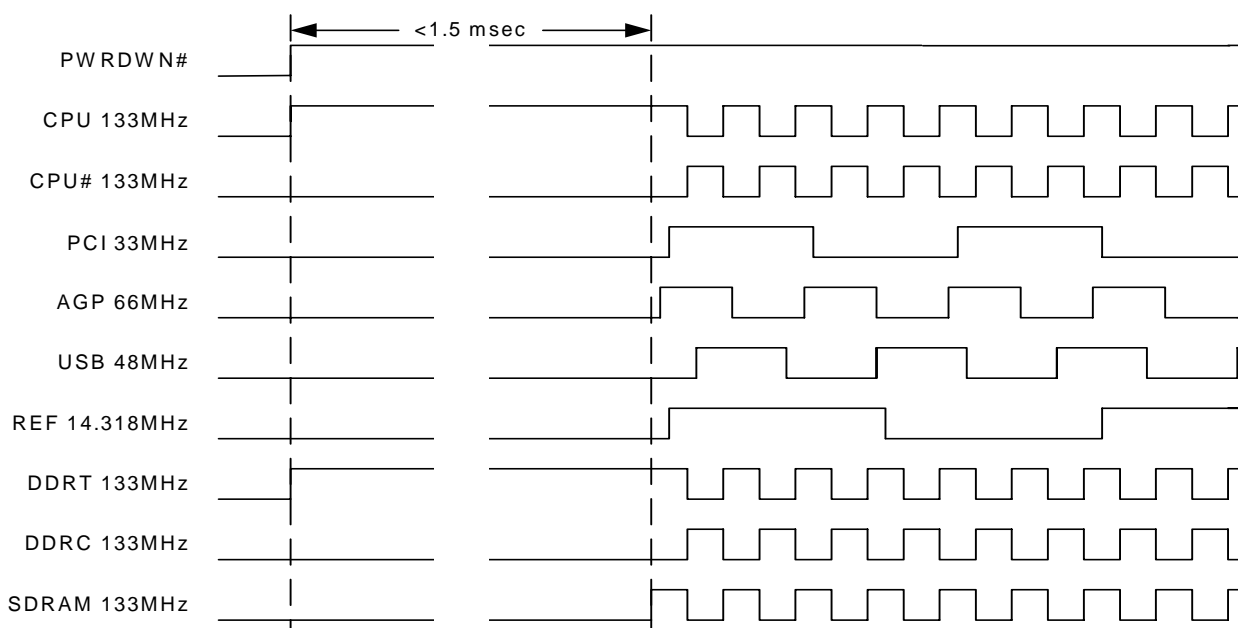 <1.5 msec
PWRDWN#
CPU 133MHz
CPU# 133MHz
PCI 33MHz
AGP 66MHz
USB 48MHz
REF 14.318MHz
DDRT 133MHz
DDRC 133MHz
SDRAM 133MHz